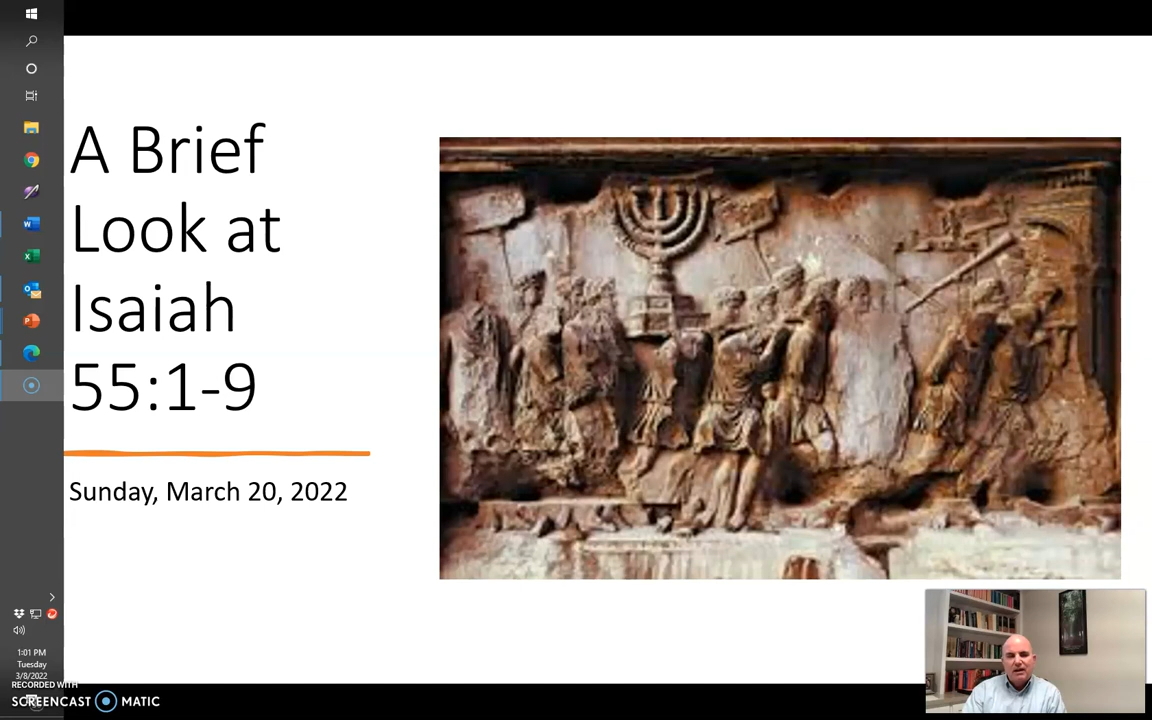 A Brief
Look at
Isaiah
55:1-9
Sunday, March 20, 2022
1:01 PM
Tuesday
3/8/2022
RECORDED WITH
SCREENCAST MATIC